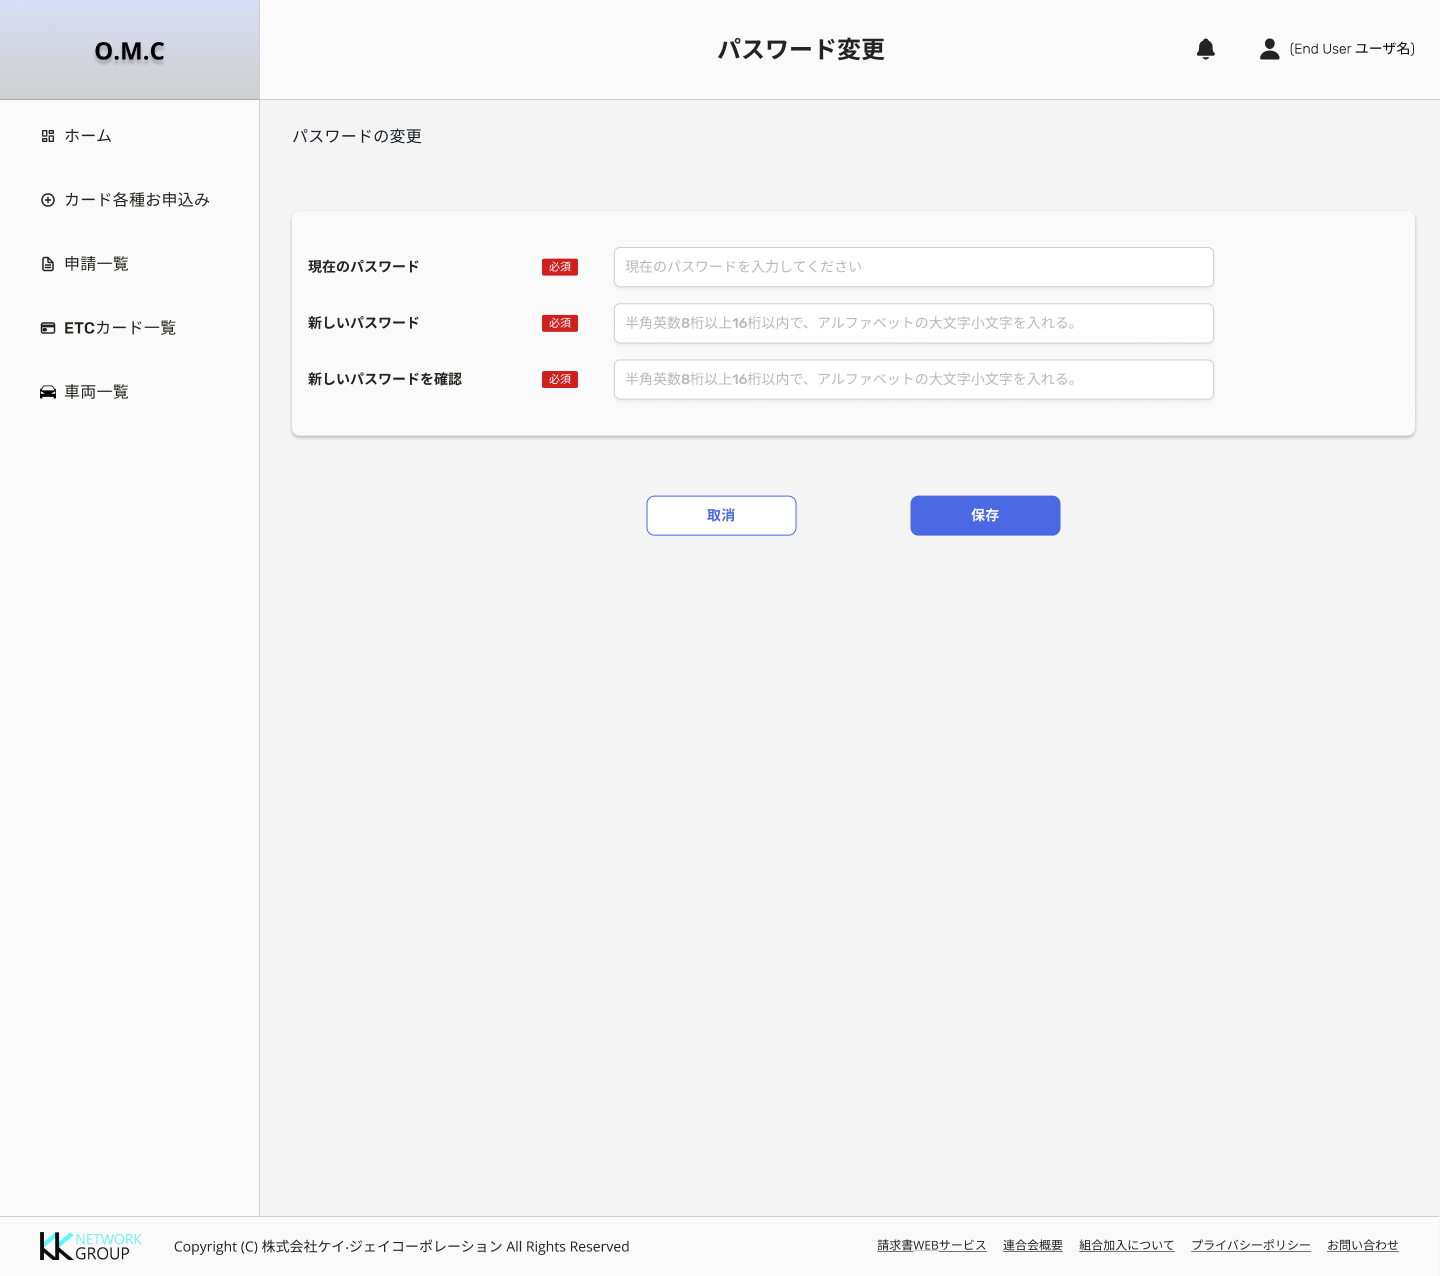 O.M.C
パスワード変更
(End User ユーザ名)
ホーム
カード各種お申込み
申請一覧
ETCカード一覧
車両一覧
パスワードの変更
現在のパスワード 必須 現在のパスワードを入力してください
新しいパスワード 必須 半角英数8桁以上16桁以内で、アルファベットの大文字小文字を入れる。
新しいパスワードを確認 必須 半角英数8桁以上16桁以内で、アルファベットの大文字小文字を入れる。
取消 保存
KK NETWORK
GROUP
Copyright (C) 株式会社ケイ·ジェイコーポレーション All Rights Reserved
請求書WEBサービス 連合会概要 組合加入について プライバシーポリシー お問い合わせ